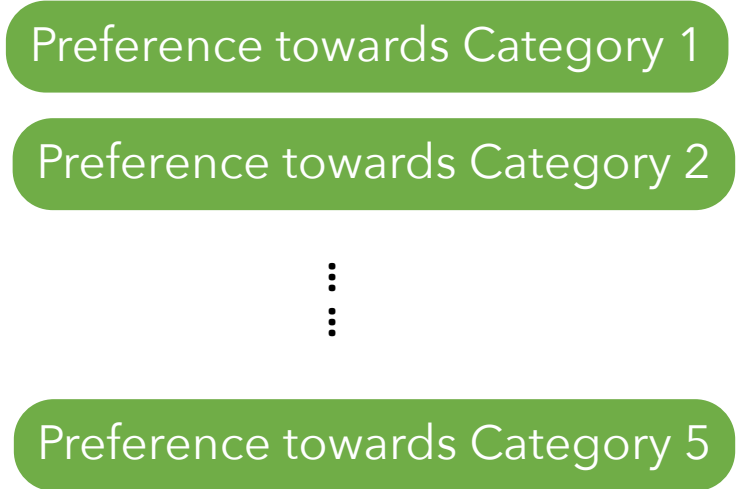 Preference towards Category 1
Preference towards Category 2
Preference towards Category 5